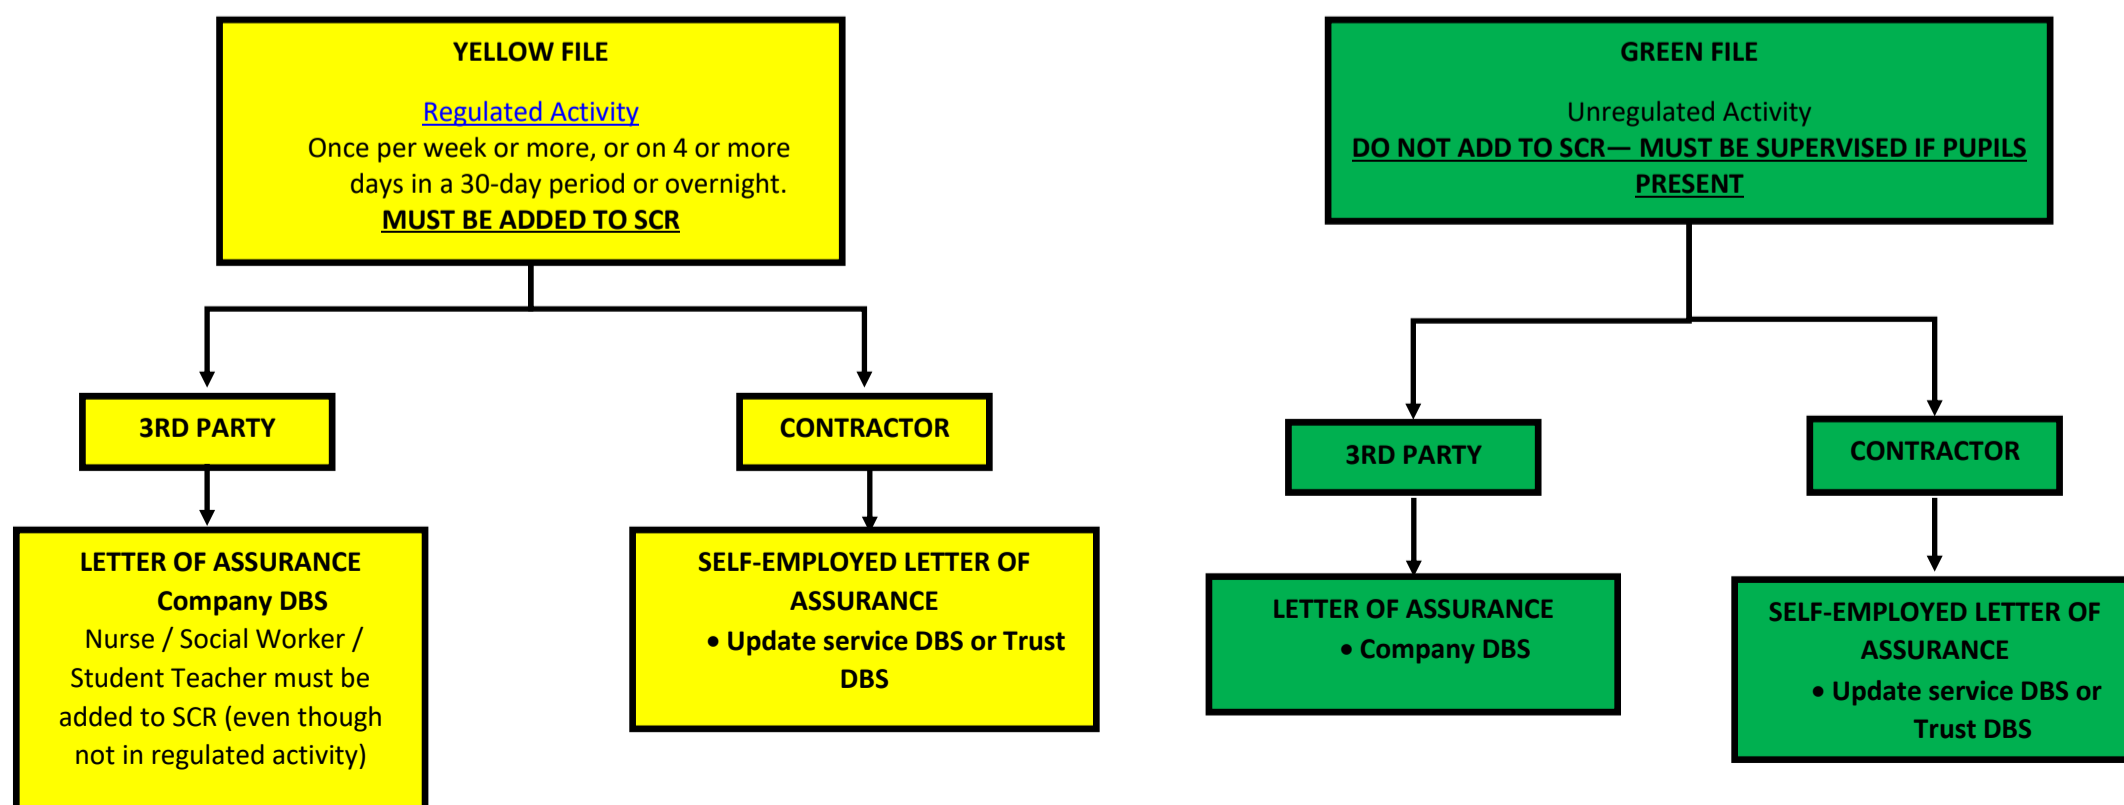 YELLOW FILE
Regulated Activity
Once per week or more, or on 4 or more
days in a 30-day period or overnight.
MUST BE ADDED TO SCR
3RD PARTY
CONTRACTOR
LETTER OF ASSURANCE
Company DBS
Nurse / Social Worker /
Student Teacher must be
added to SCR (even though
not in regulated activity)
SELF-EMPLOYED LETTER OF
ASSURANCE
• Update service DBS or Trust
DBS
GREEN FILE
Unregulated Activity
DO NOT ADD TO SCR— MUST BE SUPERVISED IF PUPILS
PRESENT
3RD PARTY
CONTRACTOR
LETTER OF ASSURANCE
• Company DBS
SELF-EMPLOYED LETTER OF
ASSURANCE
• Update service DBS or
Trust DBS